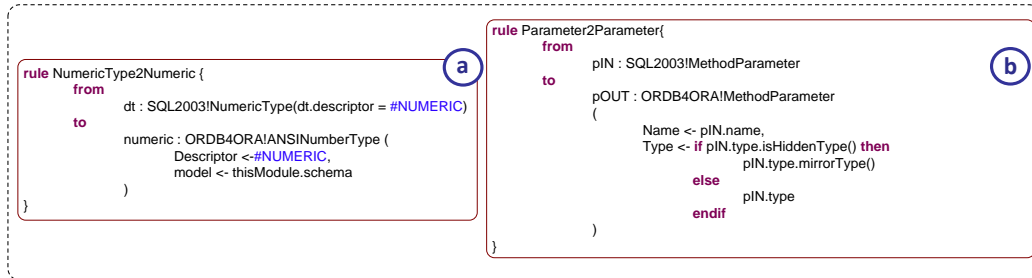 a
rule NumericType2Numeric {
from
dt : SQL2003!NumericType(dt.descriptor = #NUMERIC)
to
numeric : ORDB4ORA!ANSINumberType (
Descriptor <-#NUMERIC,
model <- thisModule.schema
)
}
b
rule Parameter2Parameter{
from
pIN : SQL2003!MethodParameter
to
pOUT : ORDB4ORA!MethodParameter
(
Name <- pIN.name,
Type <- if pIN.type.isHiddenType() then
pIN.type.mirrorType()
else
pIN.type
endif
)
}